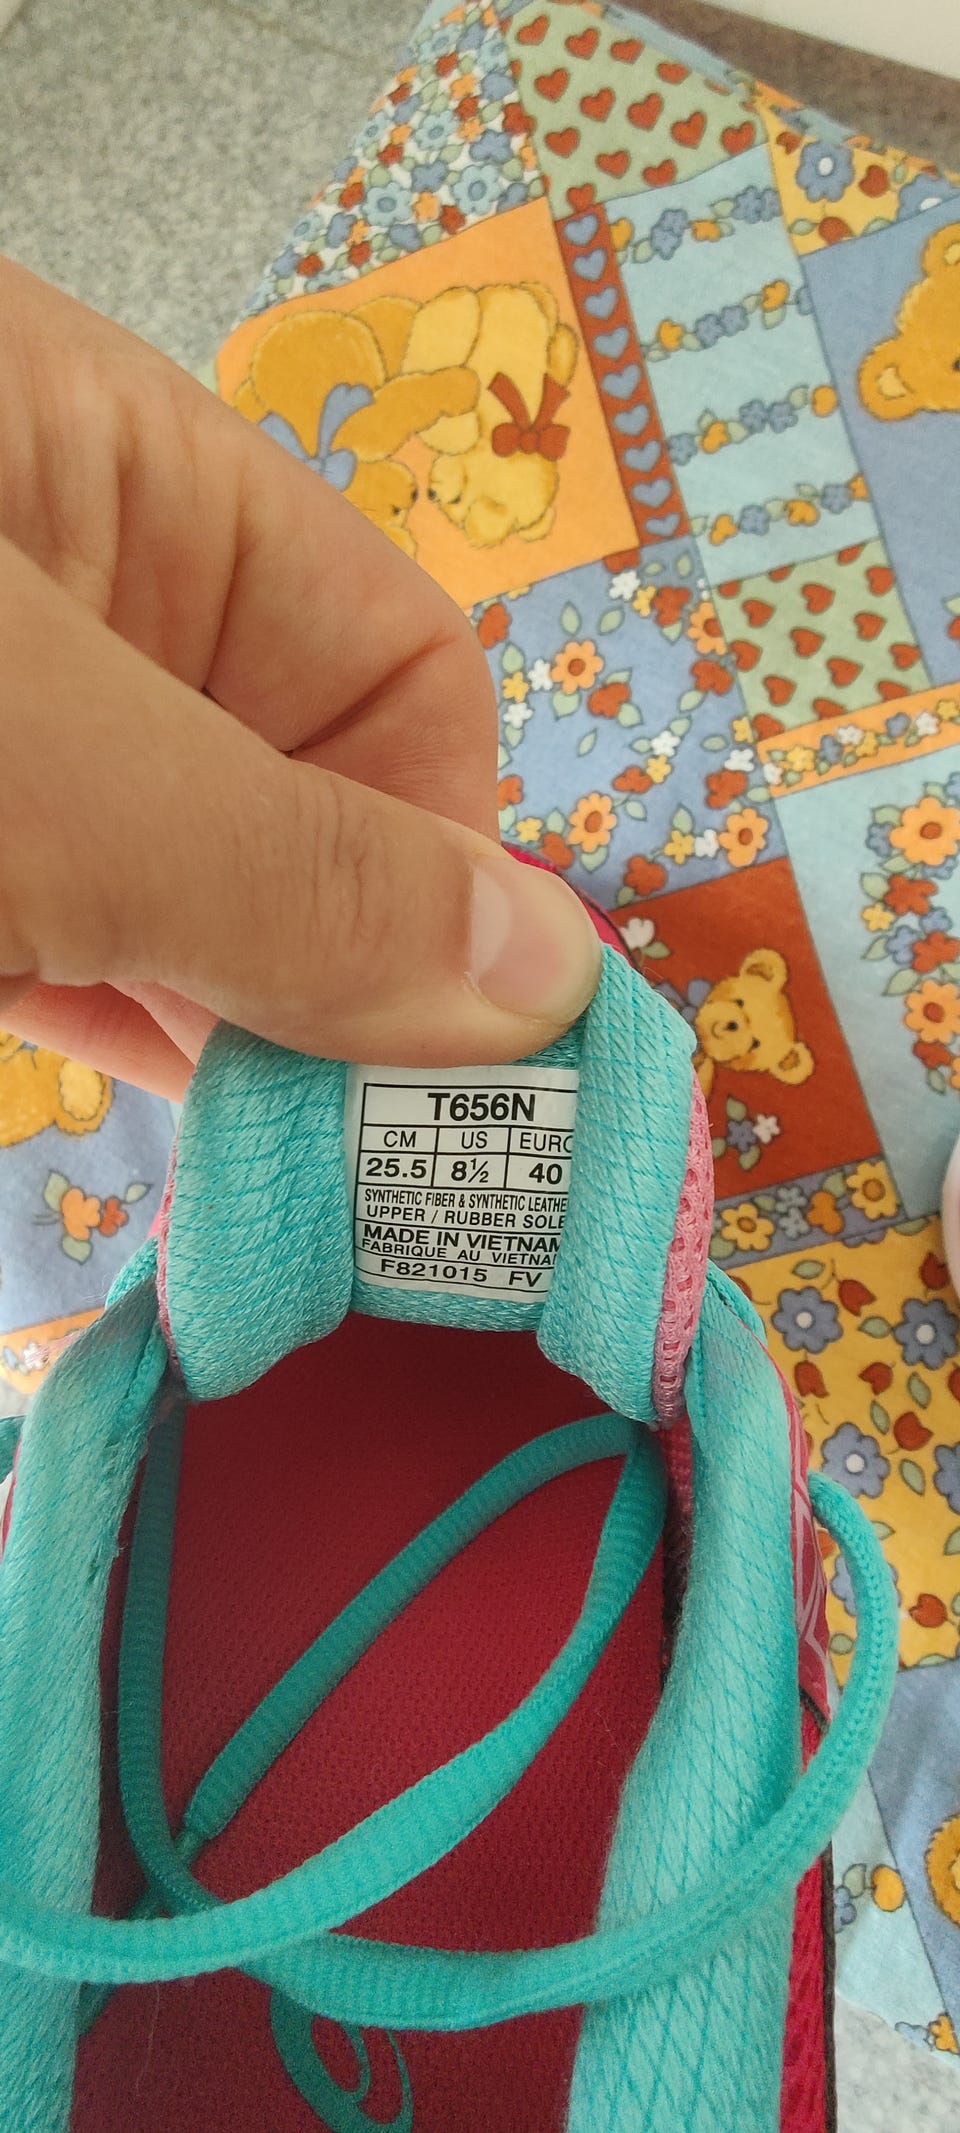 T656N
CM US EURO
25.5 8½ 40
SYNTHETIC FIBER & SYNTHETIC LEATHE
UPPER / RUBBER SOLE
MADE IN VIETNAM
FABRIQUE AU VIETNA
F821015 FV